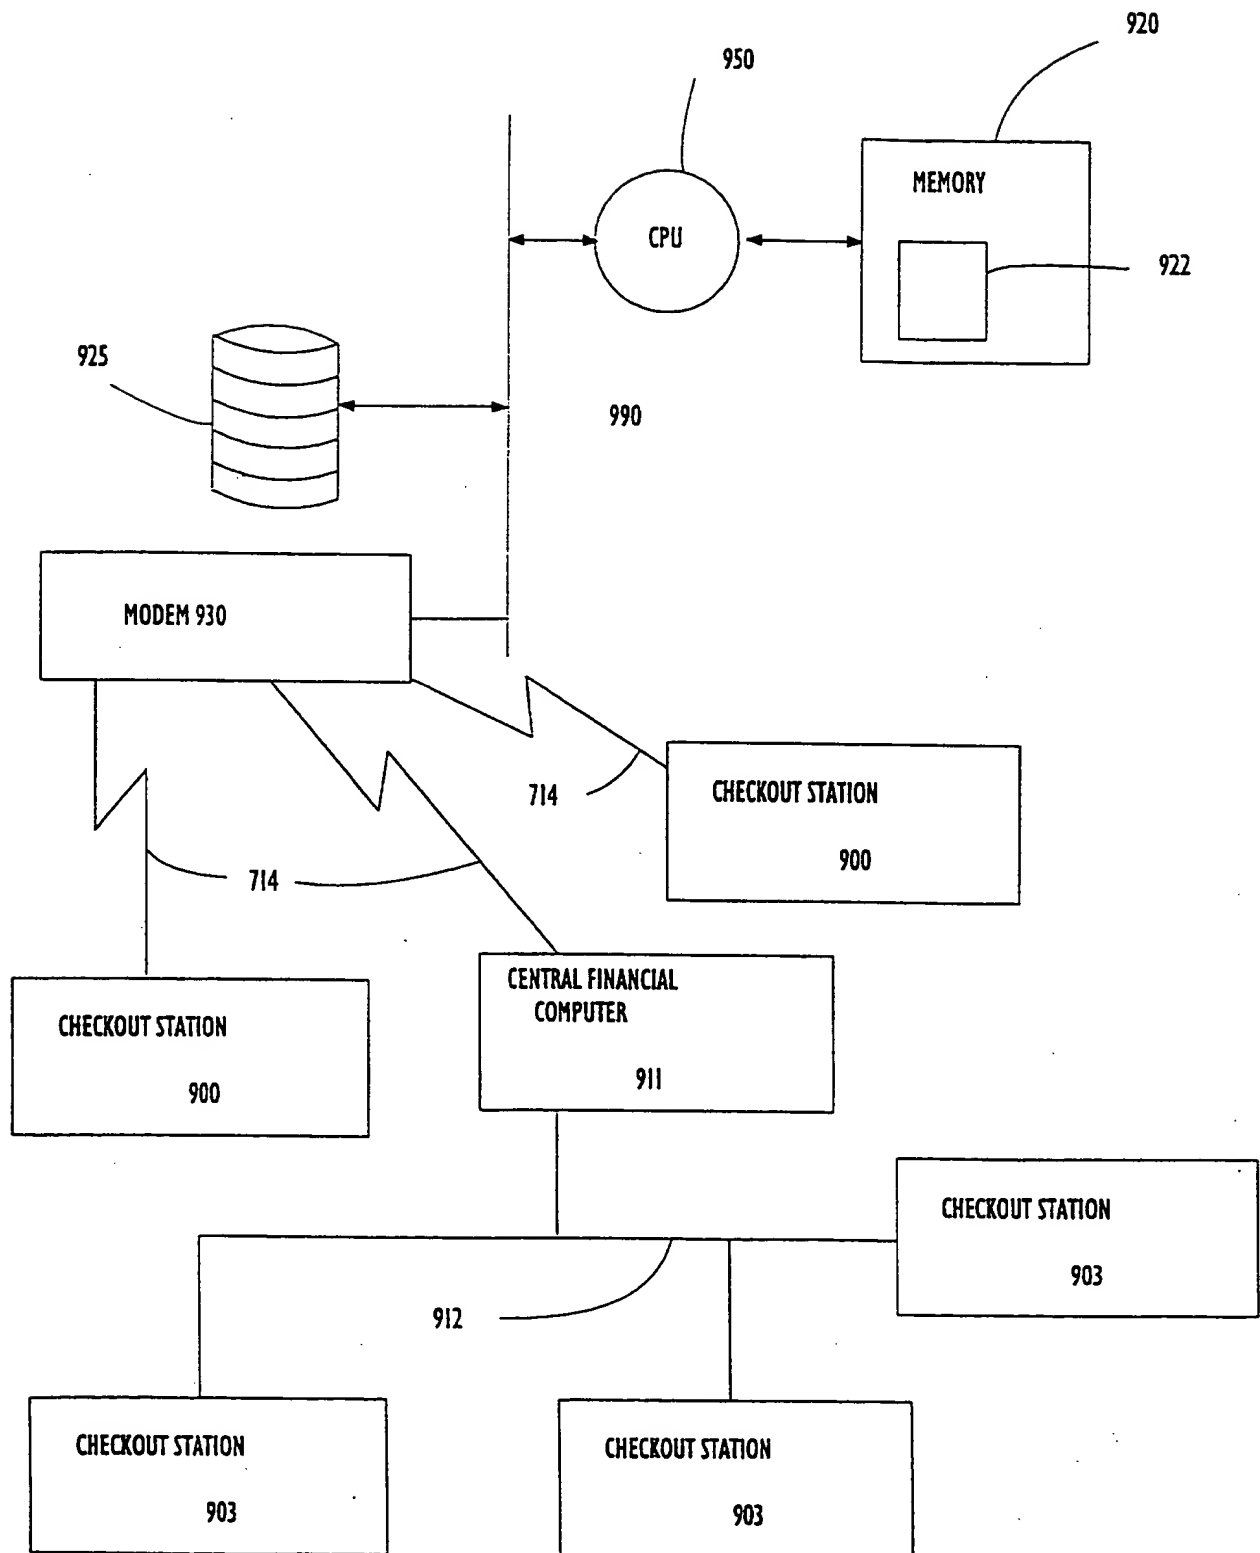 920
950
MEMORY
CPU
922
925
990
MODEM 930
714
CHECKOUT STATION
900
714
CENTRAL FINANCIAL
COMPUTER
911
CHECKOUT STATION
900
CHECKOUT STATION
903
912
CHECKOUT STATION
903
CHECKOUT STATION
903